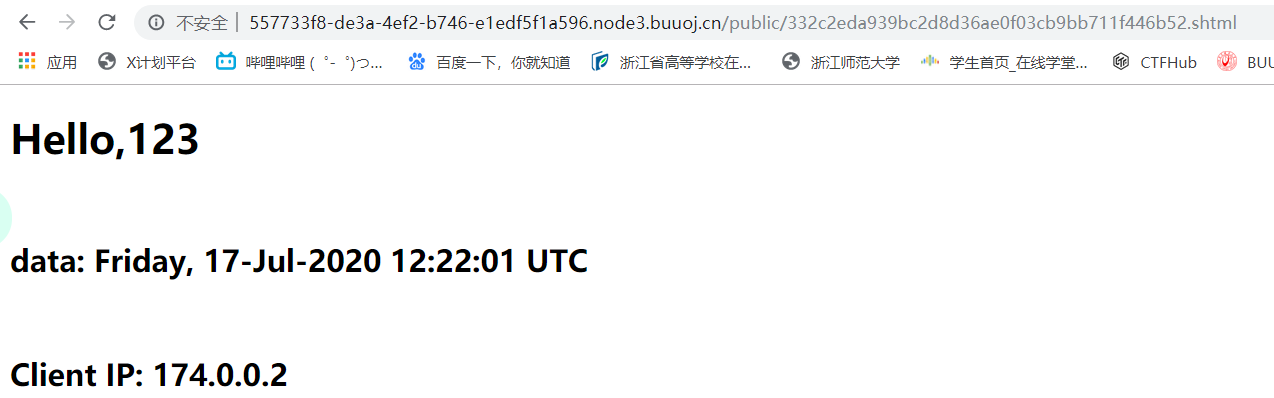 不安全 | 557733f8-de3a-4ef2-b746-e1edf5f1a596.node3.buuoj.cn/public/332c2eda939bc2d8d36ae0f03cb9bb711f446b52.shtml
应用 X计划平台 哔哩哔哩 ( ゜- ゜)つ... 百度一下，你就知道 浙江省高等学校在... 浙江师范大学 学生首页_在线学堂... CTFHub BUU
Hello,123
data: Friday, 17-Jul-2020 12:22:01 UTC
Client IP: 174.0.0.2